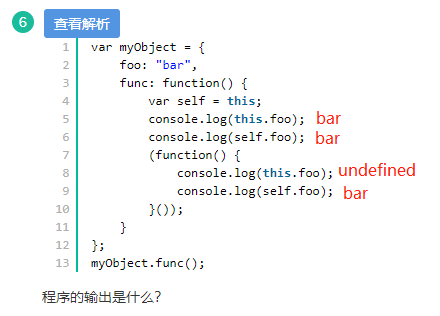 6 查看解析
1 var myObject = {
2 foo: "bar",
3 func: function() {
4 var self = this;
5 console.log(this.foo); bar
6 console.log(self.foo); bar
7 (function() {
8 console.log(this.foo); undefined
9 console.log(self.foo); bar
10 }());
11 }
12 };
13 myObject.func();
程序的输出是什么?